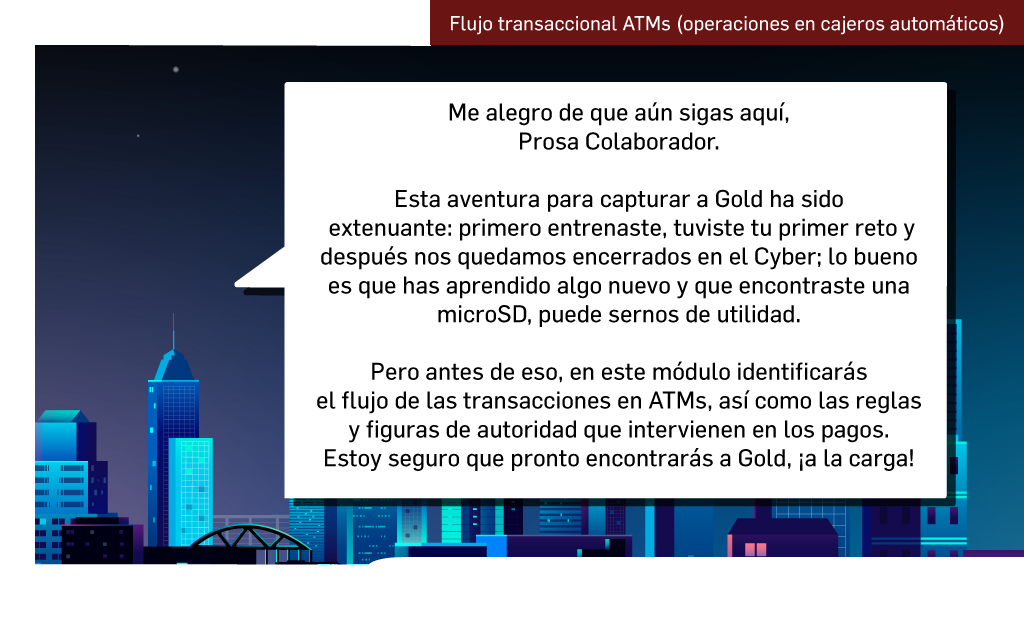 Flujo transaccional ATMs (operaciones en cajeros automáticos)
Me alegro de que aún sigas aquí,
Prosa Colaborador.
Esta aventura para capturar a Gold ha sido
extenuante: primero entrenaste, tuviste tu primer reto y
después nos quedamos encerrados en el Cyber; lo bueno
es que has aprendido algo nuevo y que encontraste una
microSD, puede sernos de utilidad.
Pero antes de eso, en este módulo identificarás
el flujo de las transacciones en ATMs, así como las reglas
y figuras de autoridad que intervienen en los pagos.
Estoy seguro que pronto encontrarás a Gold, ¡a la carga!